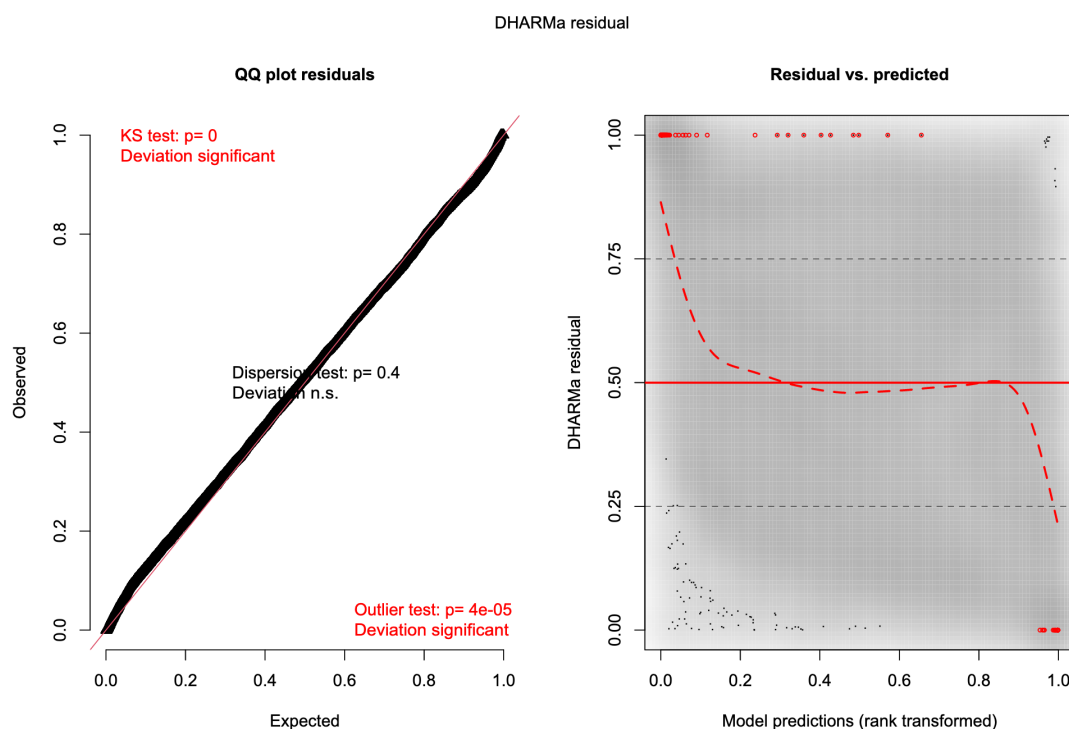 DHARMa residual
QQ plot residuals
KS test: p= 0
Deviation significant
Dispersion test: p= 0.4
Deviation n.s.
Outlier test: p= 4e-05
Deviation significant
Observed
0.0
0.2
0.4
0.6
0.8
1.0
0.0 0.2 0.4 0.6 0.8 1.0
Expected
Residual vs. predicted
DHARMa residual
0.00
0.25
0.50
0.75
1.00
0.0 0.2 0.4 0.6 0.8 1.0
Model predictions (rank transformed)